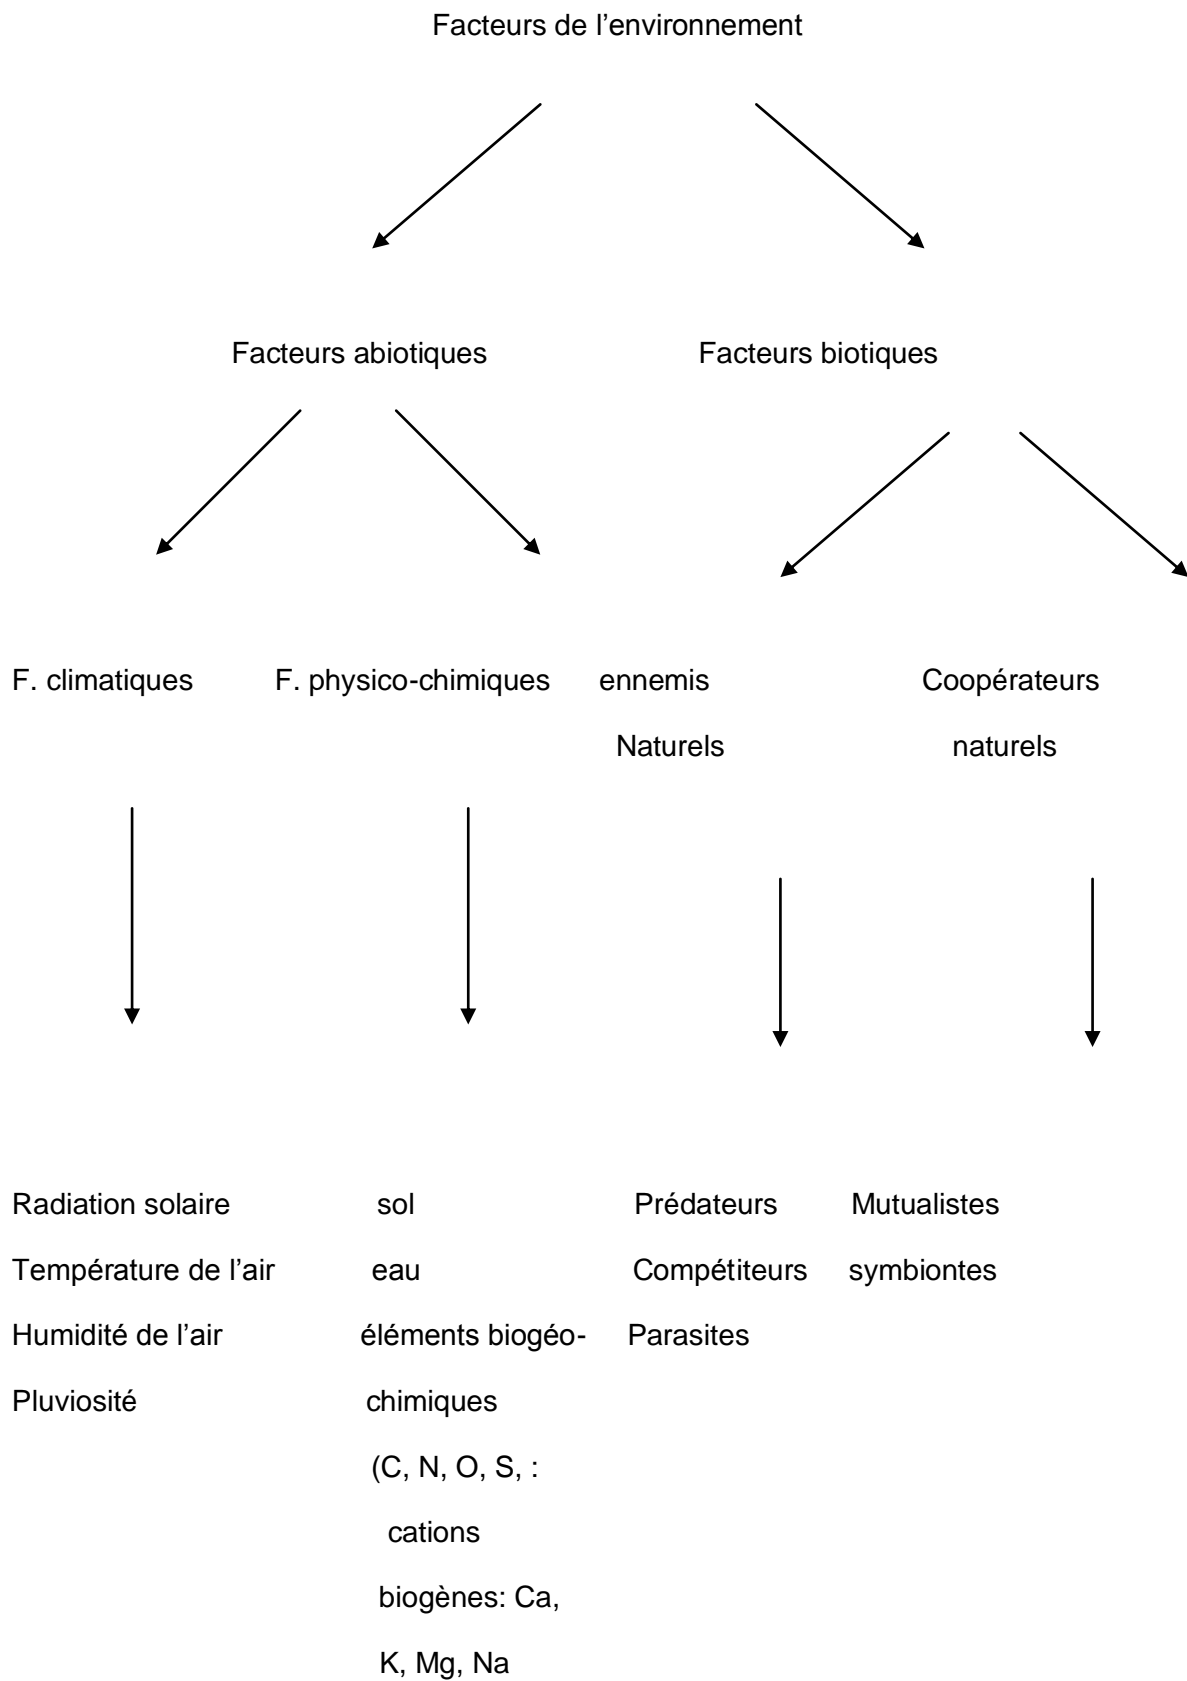 Facteurs de l’environnement
Facteurs abiotiques Facteurs biotiques
F. climatiques F. physico-chimiques ennemis Coopérateurs
Naturels naturels
Radiation solaire sol Prédateurs Mutualistes
Température de l’air eau Compétiteurs symbiontes
Humidité de l’air éléments biogéo- Parasites
Pluviosité chimiques
(C, N, O, S, :
cations
biogènes: Ca,
K, Mg, Na